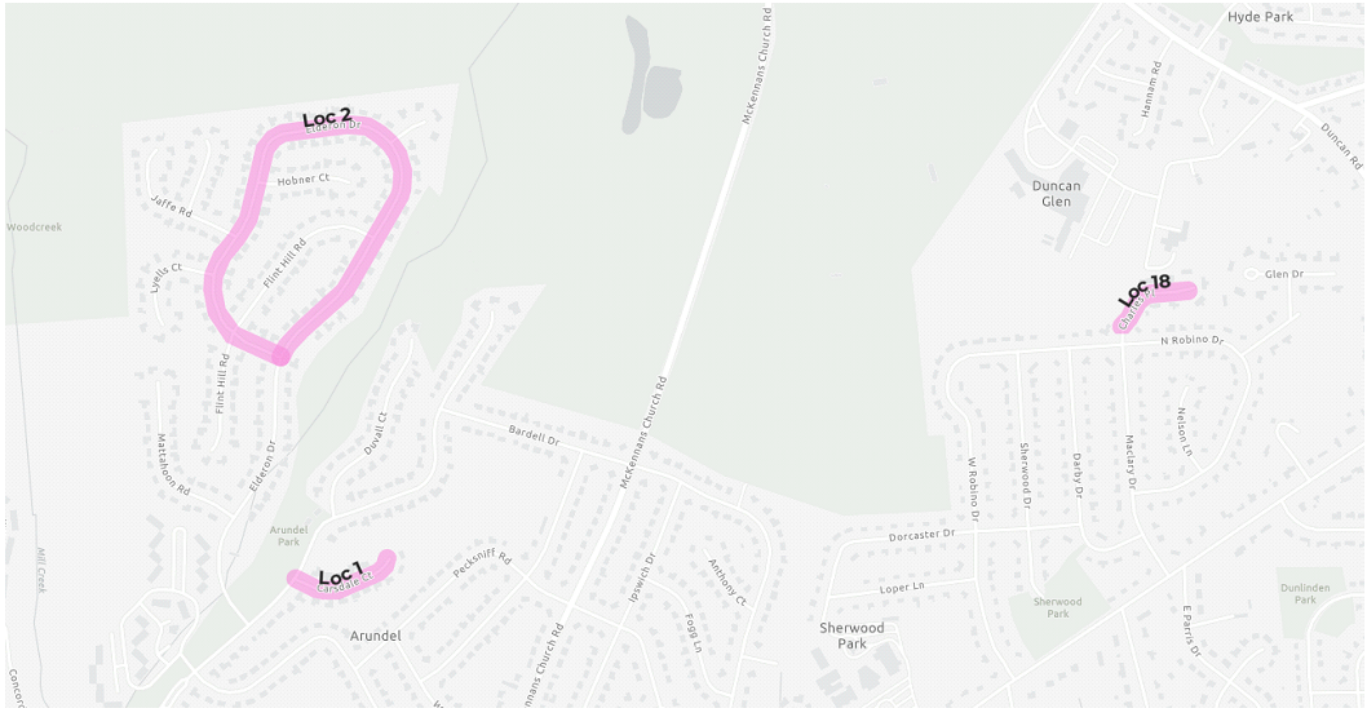 Hyde Park
McKennans Church Rd
Hannam Rd
Duncan Rd
Loc 2
Elderon Dr
Hobner Ct
Duncan
Glen
Jaffe Rd
Woodcreek
Flint Hill Rd
Lyells Ct
Glen Dr
Loc 18
Charles Dr
N Robino Dr
Flint Hill Rd
McKennans Church Rd
Bardell Dr
Duvall Ct
Nelson Ln
Mattahoon Rd
Elderon Dr
W Robino Dr
Sherwood Dr
Darby Dr
Maclary Dr
Arundel
Park
Dorcaster Dr
Mill Creek
Pecksniff Rd
Loc 1
Carsdale Ct
Ipswich Dr
Anthony Ct
Loper Ln
Sherwood
Park
Dunlinden
Park
Fogg Ln
E Parris Dr
Arundel
Sherwood
Park
nnans Church Rd
Concord